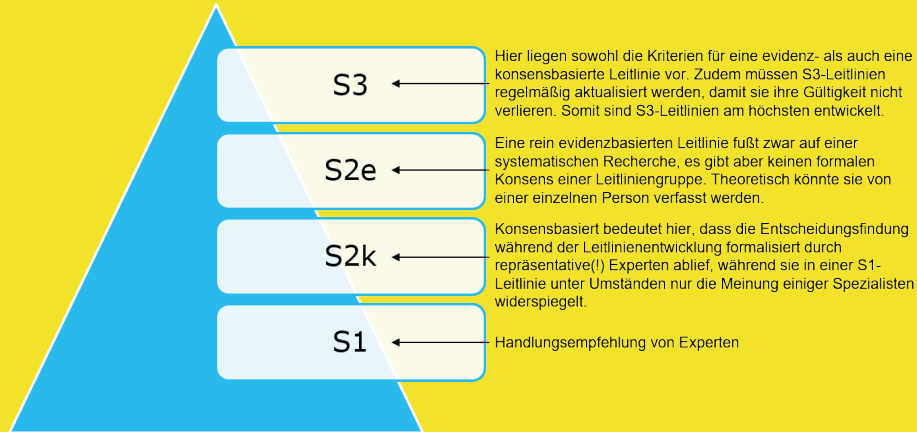 S3
Hier liegen sowohl die Kriterien für eine evidenz- als auch eine
konsensbasierte Leitlinie vor. Zudem müssen S3-Leitlinien
regelmäßig aktualisiert werden, damit sie ihre Gültigkeit nicht
verlieren. Somit sind S3-Leitlinien am höchsten entwickelt.
S2e
Eine rein evidenzbasierten Leitlinie fußt zwar auf einer
systematischen Recherche, es gibt aber keinen formalen
Konsens einer Leitliniengruppe. Theoretisch könnte sie von
einer einzelnen Person verfasst werden.
S2k
Konsensbasiert bedeutet hier, dass die Entscheidungsfindung
während der Leitlinienentwicklung formalisiert durch
repräsentative(!) Experten ablief, während sie in einer S1-
Leitlinie unter Umständen nur die Meinung einiger Spezialisten
widerspiegelt.
S1
Handlungsempfehlung von Experten